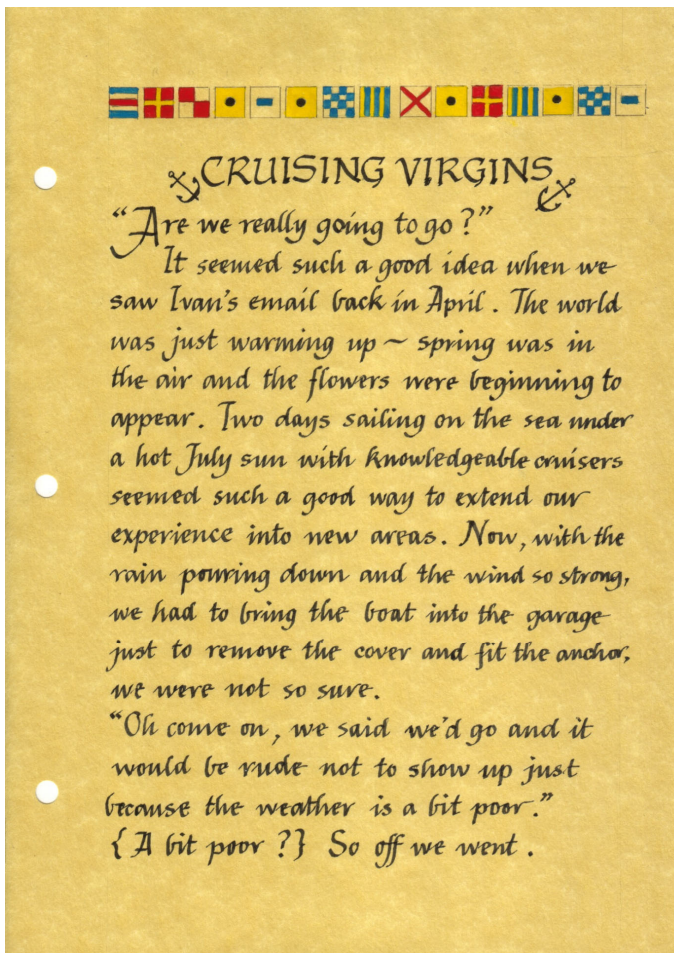 CRUISING VIRGINS
“Are we really going to go?”
It seemed such a good idea when we
saw Ivan's email back in April. The world
was just warming up ~ spring was in
the air and the flowers were beginning to
appear. Two days sailing on the sea under
a hot July sun with knowledgeable cruisers
seemed such a good way to extend our
experience into new areas. Now, with the
rain pouring down and the wind so strong,
we had to bring the boat into the garage
just to remove the cover and fit the anchor,
we were not so sure.
“Oh come on, we said we'd go and it
would be rude not to show up just
because the weather is a bit poor.”
{A bit poor?} So off we went.